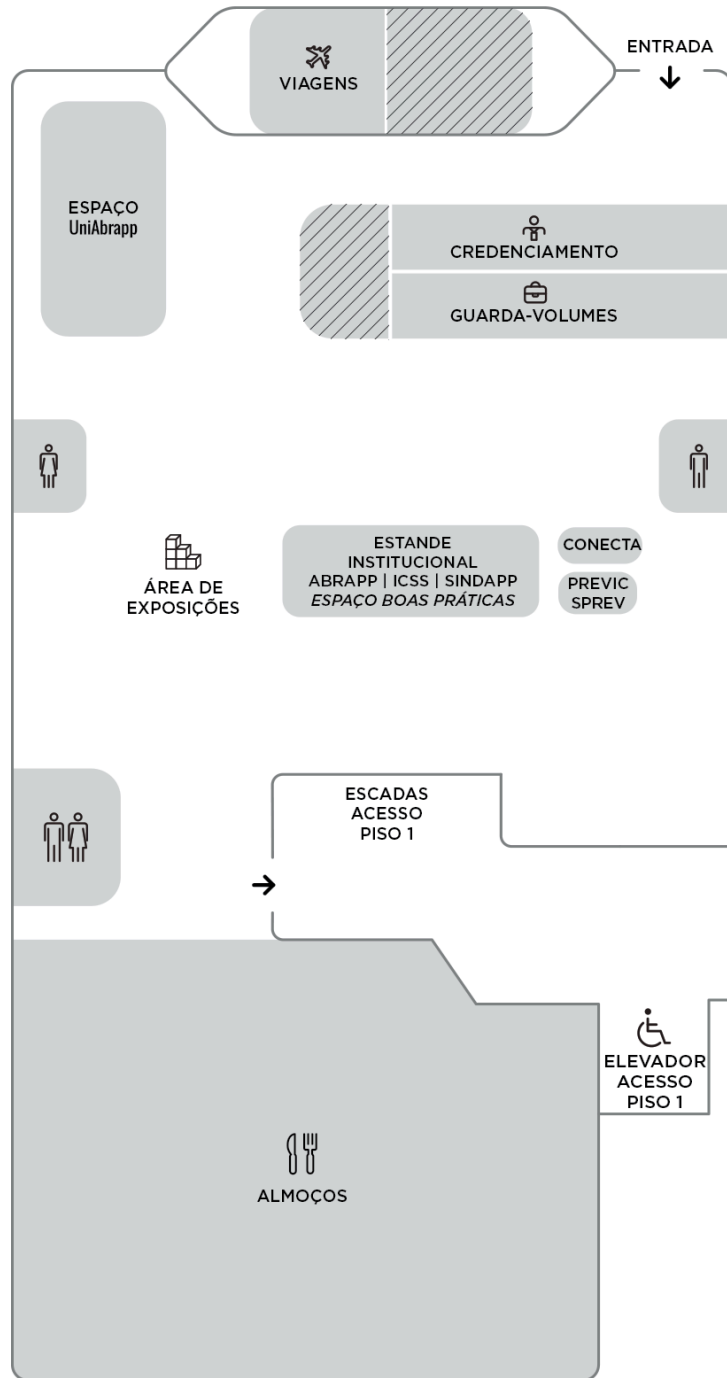 VIAGENS
ENTRADA
ESPAÇO
UniAbrapp
CREDENCIAMENTO
GUARDA-VOLUMES
ÁREA DE
EXPOSIÇÕES
ESTANDE
INSTITUCIONAL
ABRAPP | ICSS | SINDAPP
ESPAÇO BOAS PRÁTICAS
CONECTA
PREVIC
SPREV
ESCADAS
ACESSO
PISO 1
ELEVADOR
ACESSO
PISO 1
ALMOÇOS